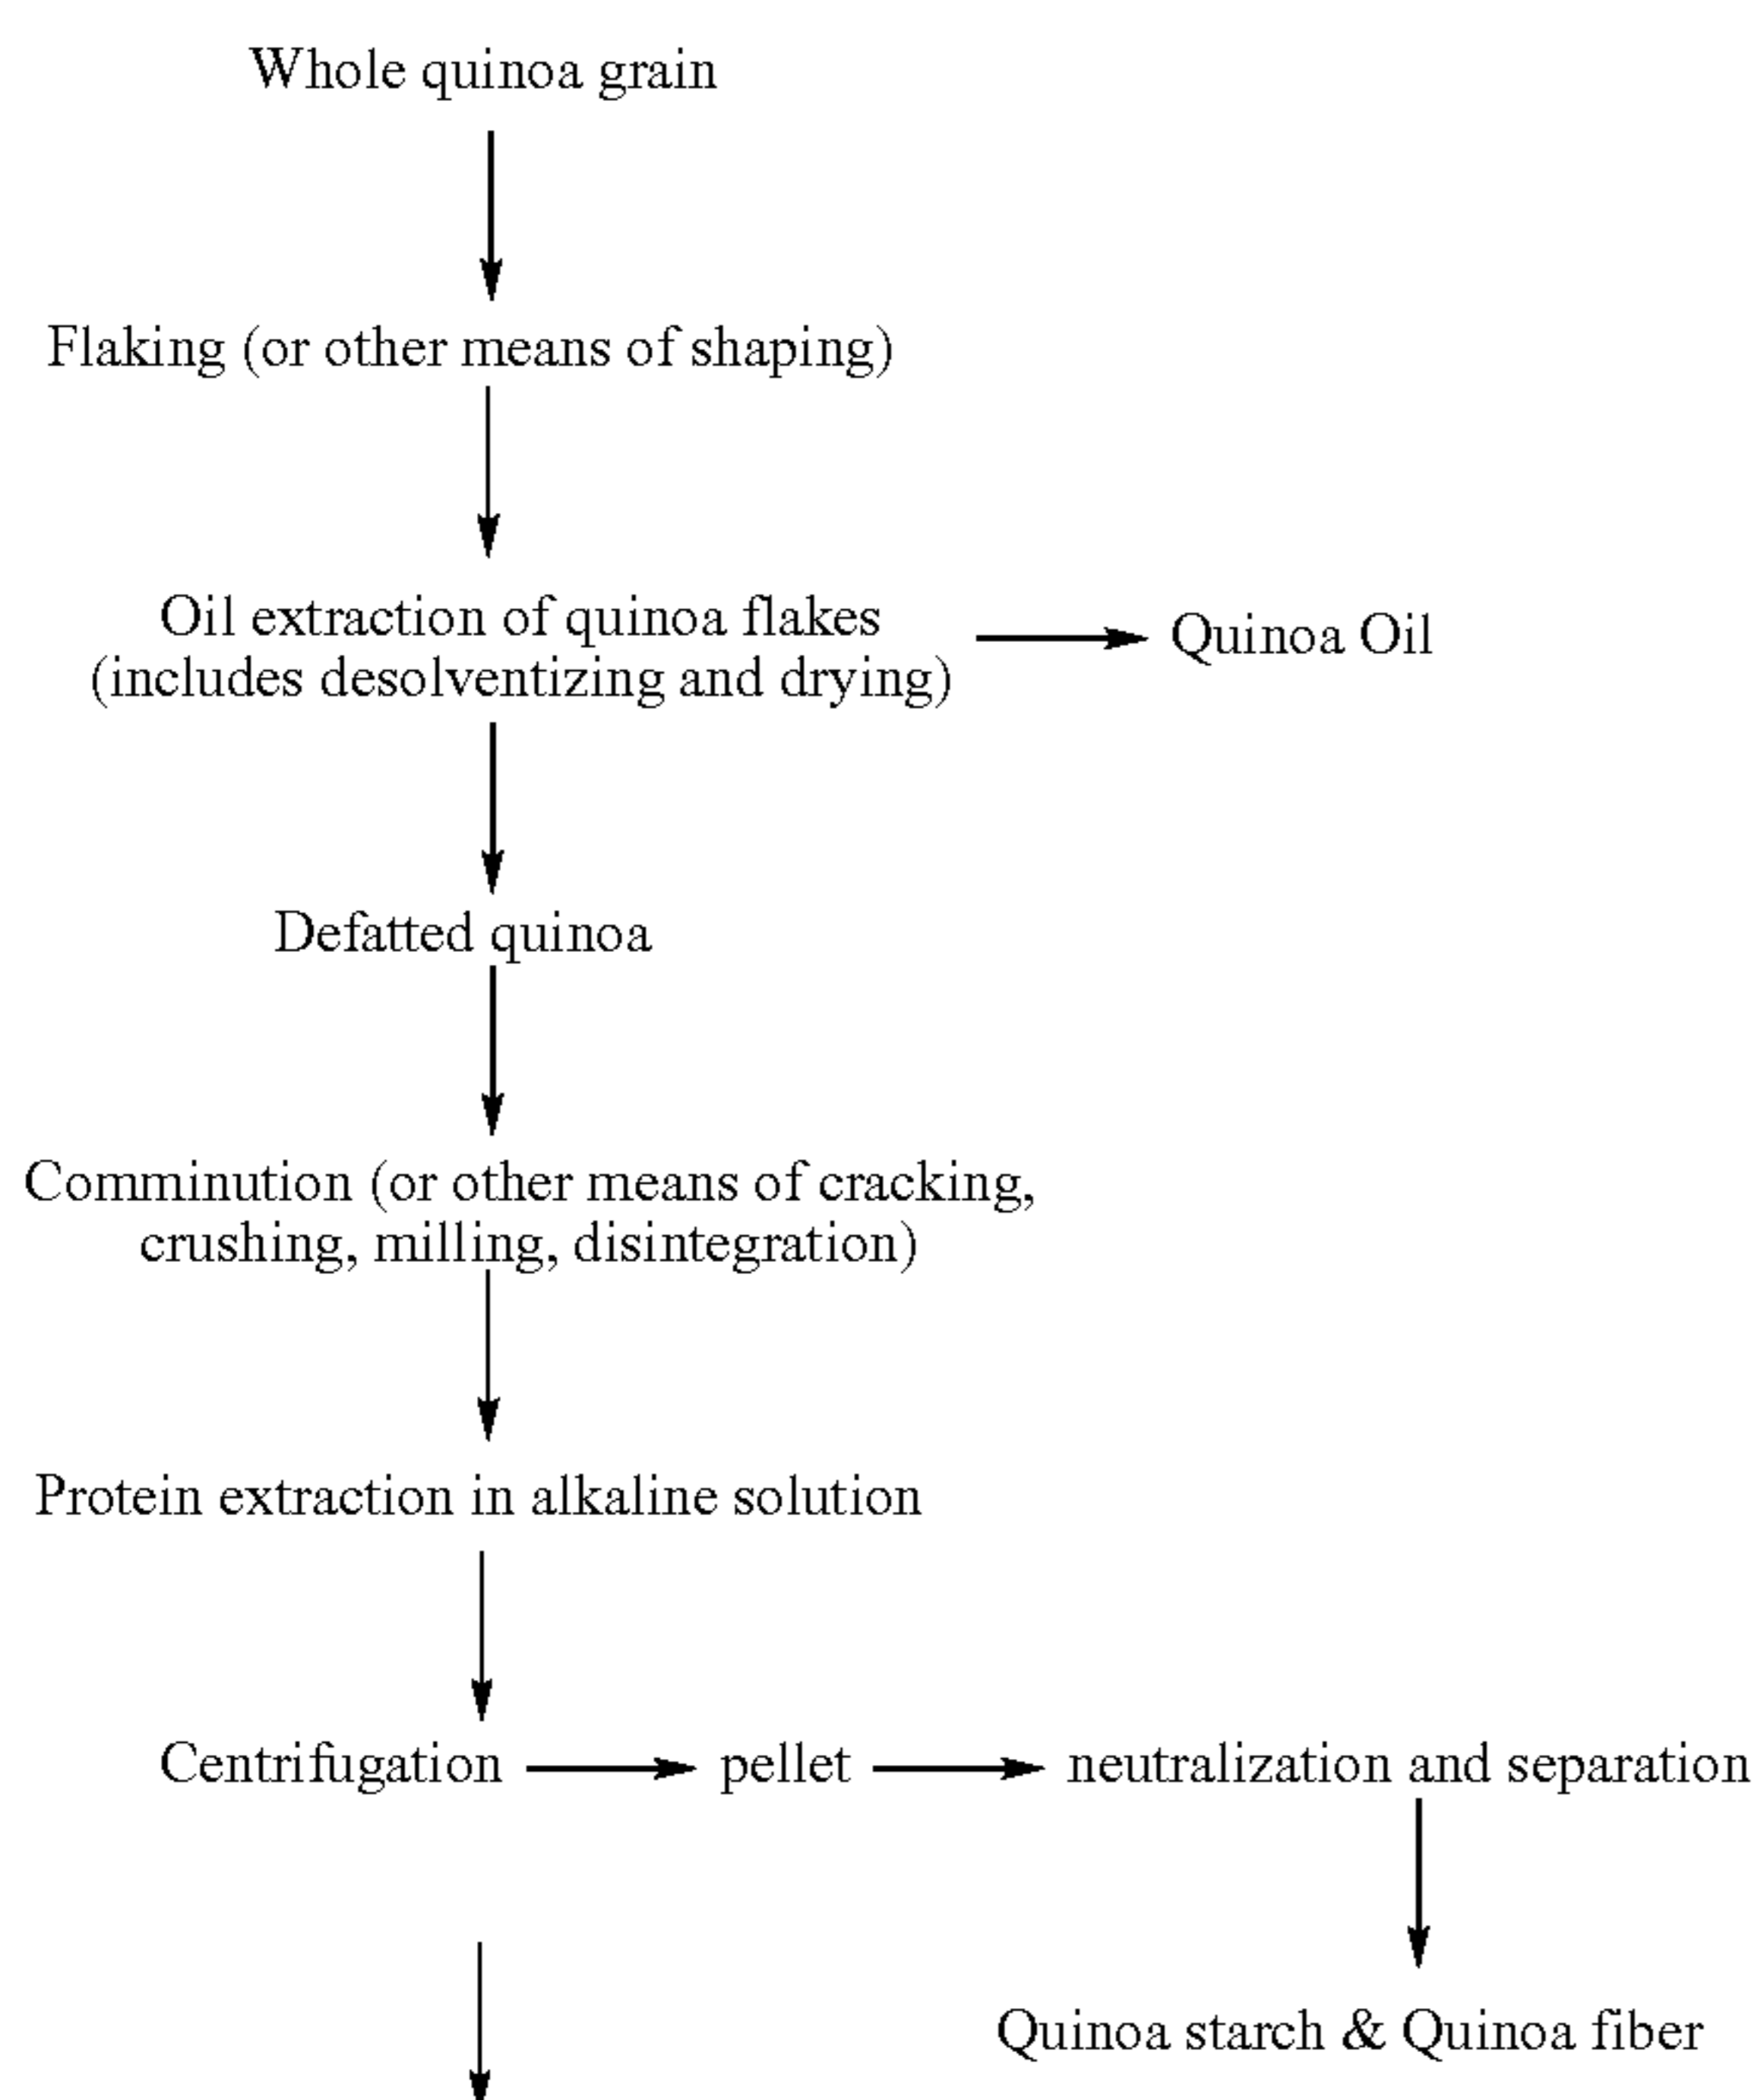 Whole quinoa grain
Flaking (or other means of shaping)
Oil extraction of quinoa flakes
(includes desolventizing and drying)
Quinoa Oil
Defatted quinoa
Comminution (or other means of cracking,
crushing, milling, disintegration)
Protein extraction in alkaline solution
Centrifugation
pellet
neutralization and separation
Quinoa starch & Quinoa fiber